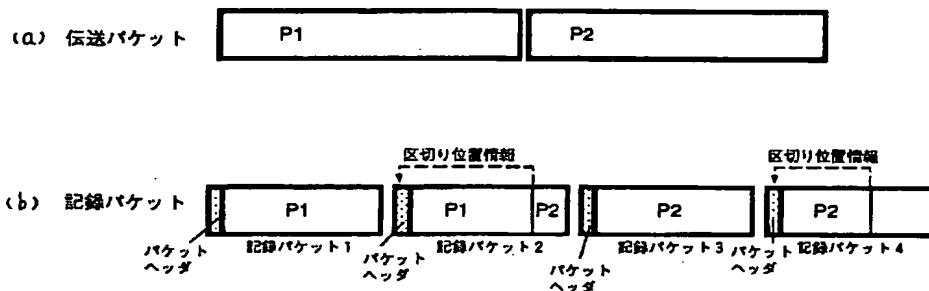 (a) 伝送パケット
P1
P2
区切り位置情報
区切り位置情報
(b) 記録パケット
P1
P1
P2
P2
P2
パケットヘッダ
記録パケット1
パケットヘッダ
記録パケット2
パケットヘッダ
記録パケット3
パケットヘッダ
記録パケット4